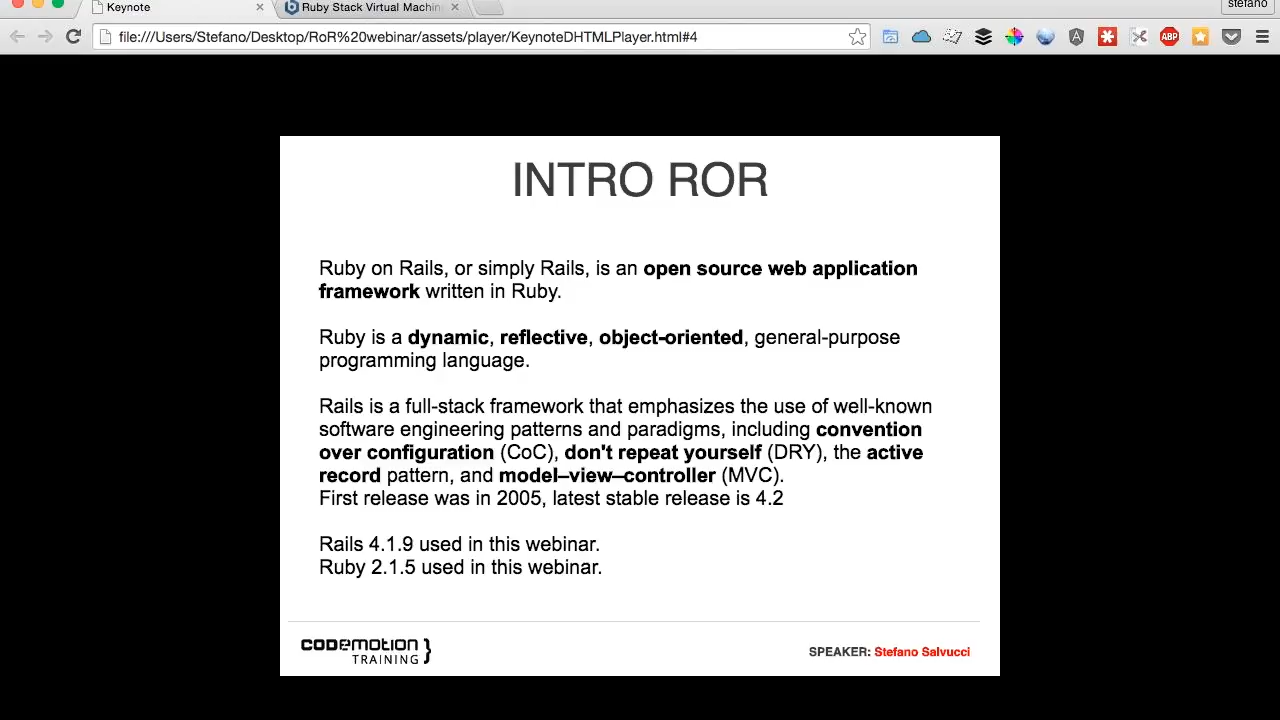 Keynote
Ruby Stack Virtual Machin
stefano
file:///Users/Stefano/Desktop/RoR%20webinar/assets/player/KeynoteDHTMLPlayer.html#4
ABP
INTRO ROR
Ruby on Rails, or simply Rails, is an open source web application
framework written in Ruby.
Ruby is a dynamic, reflective, object-oriented, general-purpose
programming language.
Rails is a full-stack framework that emphasizes the use of well-known
software engineering patterns and paradigms, including convention
over configuration (CoC), don't repeat yourself (DRY), the active
record pattern, and model–view–controller (MVC).
First release was in 2005, latest stable release is 4.2
Rails 4.1.9 used in this webinar.
Ruby 2.1.5 used in this webinar.
CODEMOTION
TRAINING
SPEAKER: Stefano Salvucci